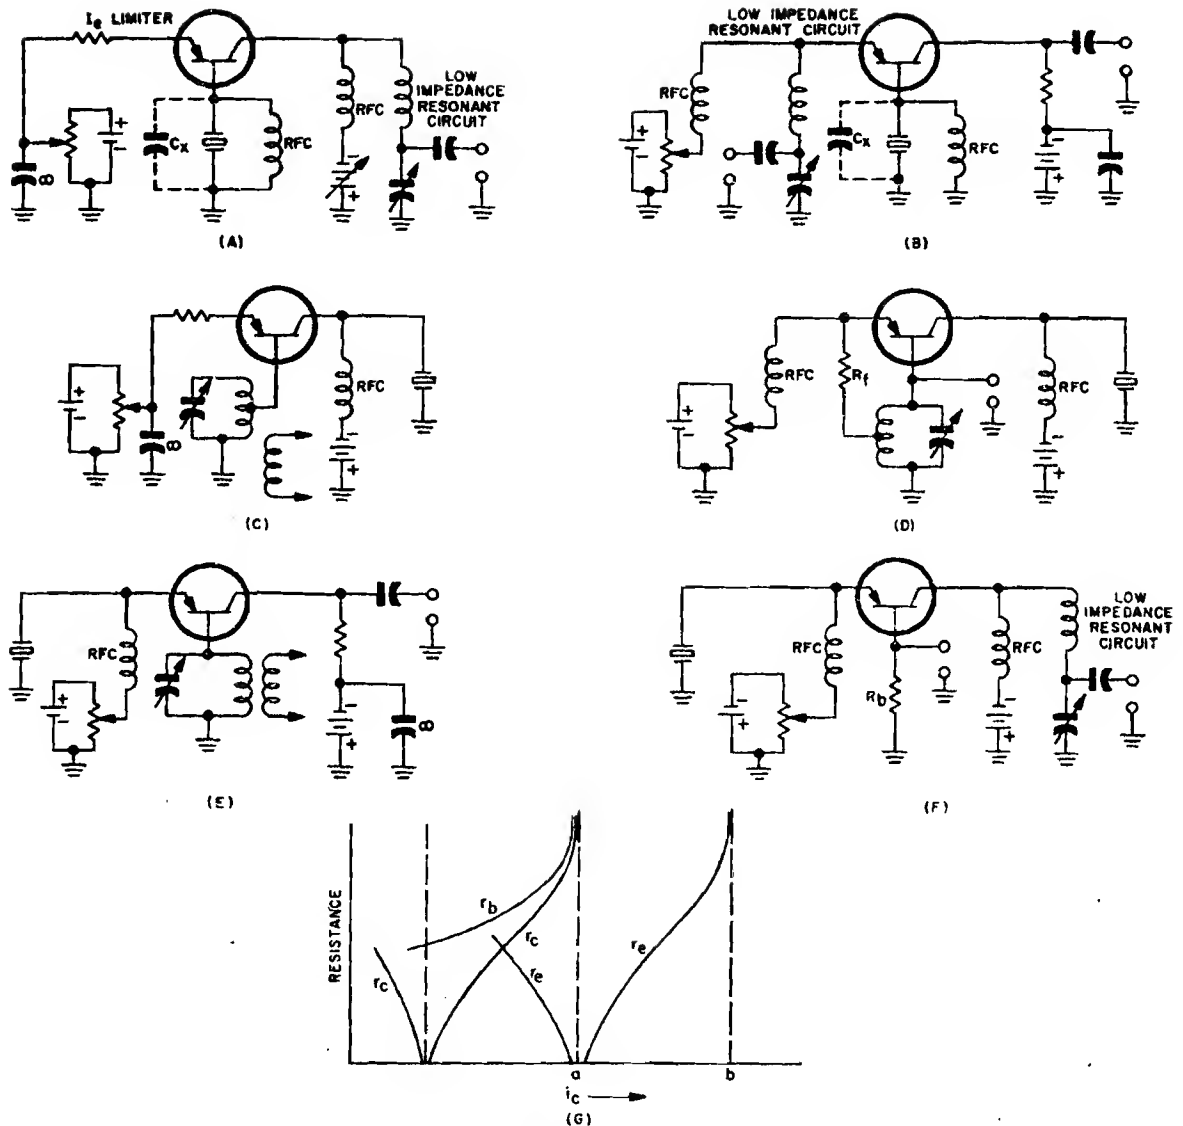 Ie LIMITER
LOW
IMPEDANCE
RESONANT
CIRCUIT
RFC
Cx
RFC
∞
+
-
-
+
(A)
LOW IMPEDANCE
RESONANT CIRCUIT
RFC
Cx
RFC
+
-
-
+
(B)
RFC
+
-
∞
-
+
(C)
RFC
Rf
RFC
+
-
-
+
(D)
RFC
+
-
-
+
∞
(E)
LOW
IMPEDANCE
RESONANT
CIRCUIT
RFC
RFC
Rb
-
+
-
+
(F)
RESISTANCE
rb
rc
re
rc
re
a
b
ic
(G)